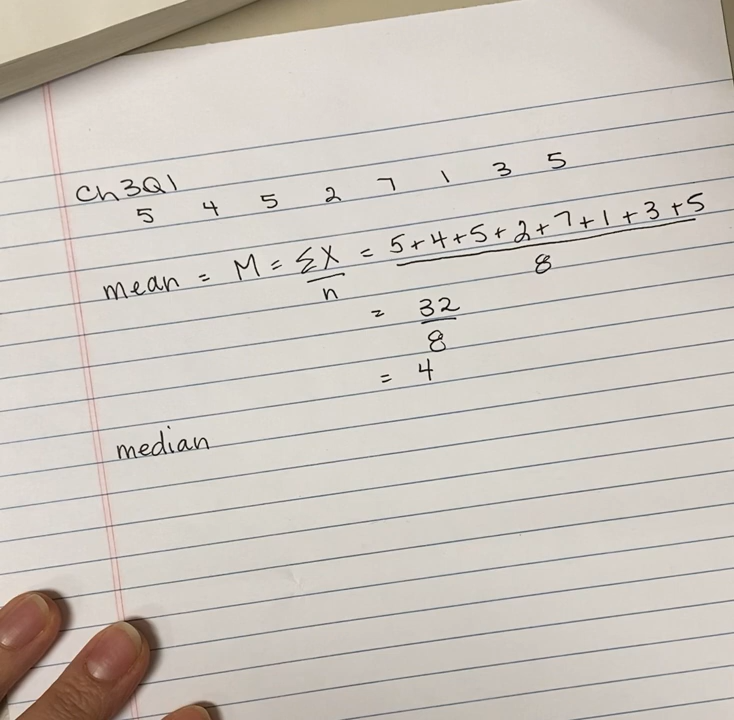 Ch3Q1
5 4 5 2 7 1 3 5
mean = M = ΣX/n = 5+4+5+2+7+1+3+5/8
= 32/8
= 4
median